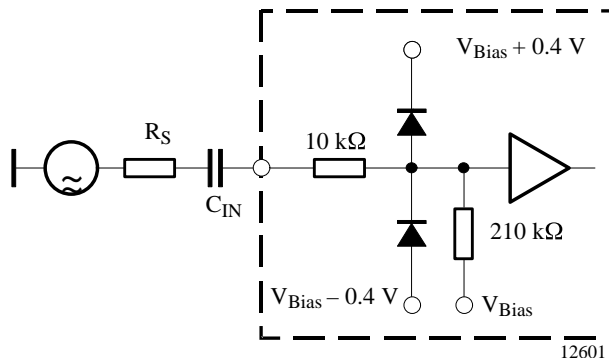 V_Bias + 0.4 V
R_S
10 kΩ
C_IN
210 kΩ
V_Bias – 0.4 V
V_Bias
12601